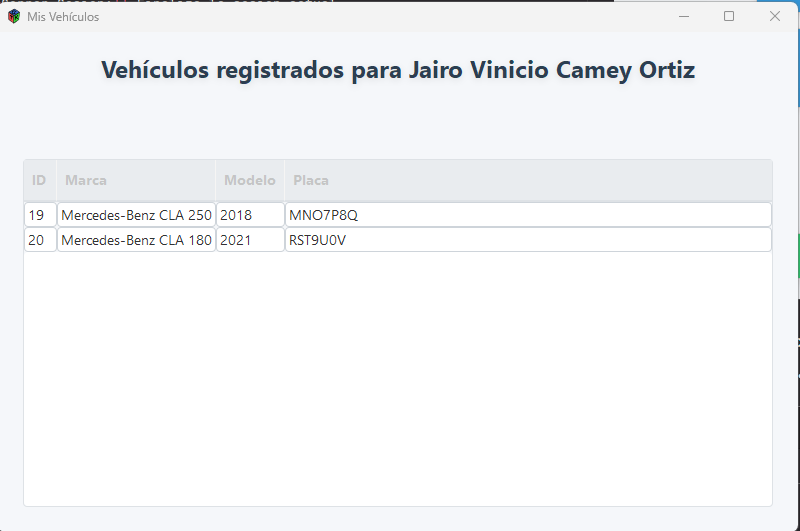 Mis Vehículos
Vehículos registrados para Jairo Vinicio Camey Ortiz
ID Marca Modelo Placa
19 Mercedes-Benz CLA 250 2018 MNO7P8Q
20 Mercedes-Benz CLA 180 2021 RST9U0V